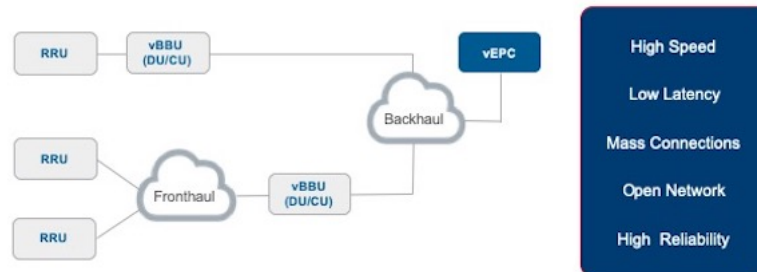 RRU
vBBU
(DU/CU)
vEPC
Backhaul
RRU
Fronthaul
vBBU
(DU/CU)
RRU
High Speed
Low Latency
Mass Connections
Open Network
High Reliability